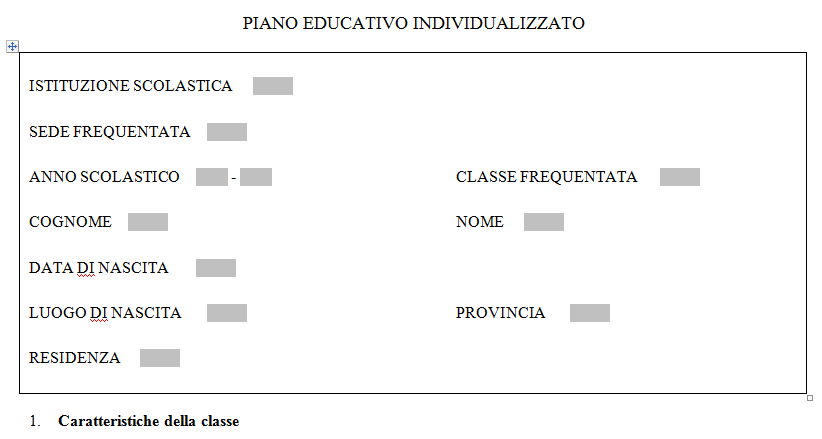 PIANO EDUCATIVO INDIVIDUALIZZATO
ISTITUZIONE SCOLASTICA
SEDE FREQUENTATA
ANNO SCOLASTICO - CLASSE FREQUENTATA
COGNOME NOME
DATA DI NASCITA
LUOGO DI NASCITA PROVINCIA
RESIDENZA
1. Caratteristiche della classe